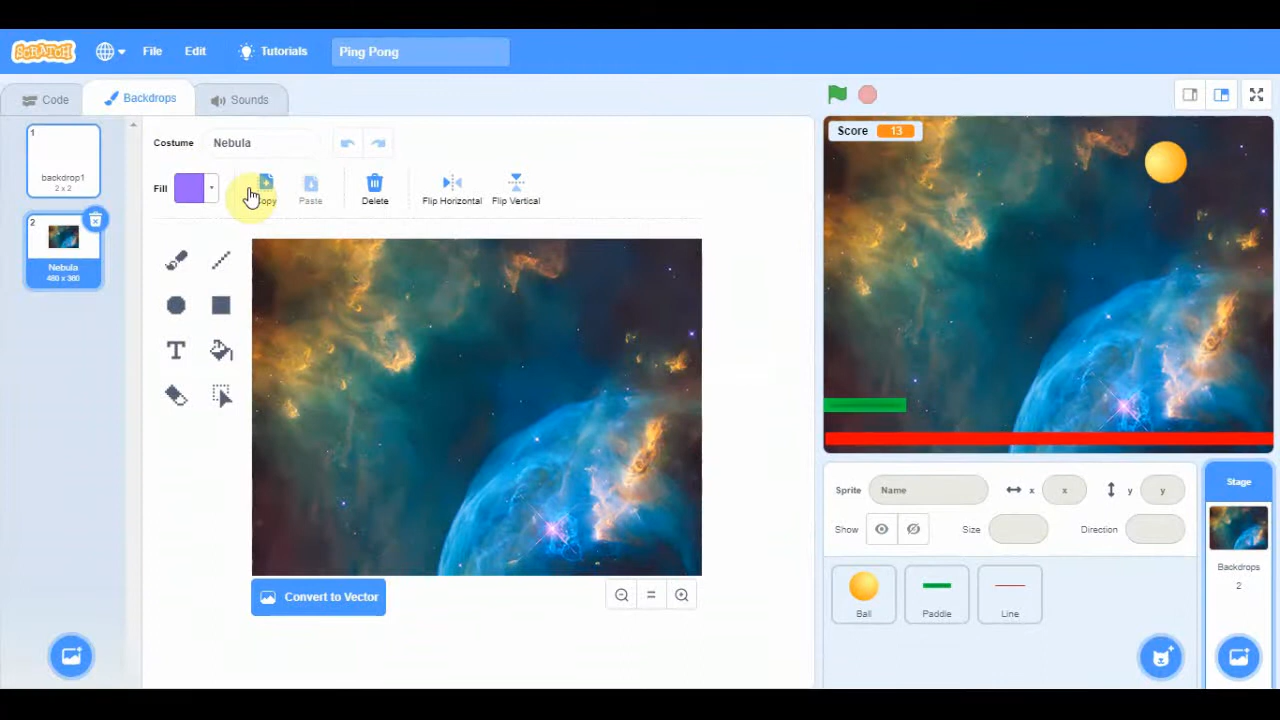 SCRATCH File Edit Tutorials Ping Pong
Code Backdrops Sounds
1
backdrop1
2 x 2
2
Nebula
480 x 360
Costume Nebula
Fill Paste Delete Flip Horizontal Flip Vertical
T
Convert to Vector
Score 13
Sprite Name x x y y
Show Size Direction
Ball Paddle Line
Stage
Backdrops
2